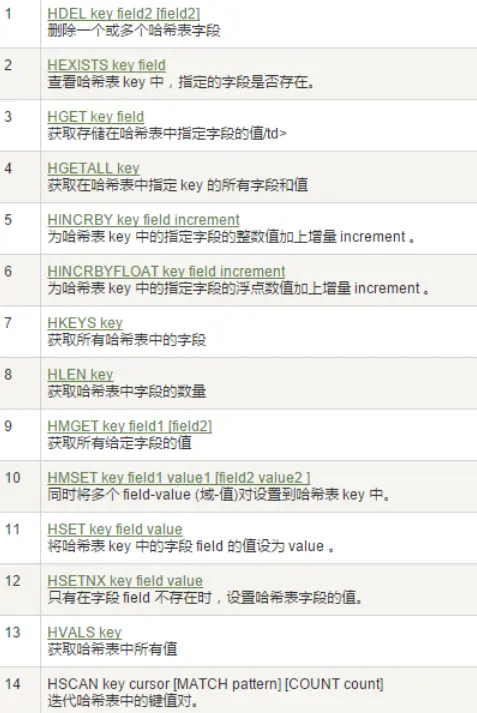 1
HDEL key field2 [field2]
删除一个或多个哈希表字段
2
HEXISTS key field
查看哈希表 key 中，指定的字段是否存在。
3
HGET key field
获取存储在哈希表中指定字段的值/td>
4
HGETALL key
获取在哈希表中指定 key 的所有字段和值
5
HINCRBY key field increment
为哈希表 key 中的指定字段的整数值加上增量 increment 。
6
HINCRBYFLOAT key field increment
为哈希表 key 中的指定字段的浮点数值加上增量 increment 。
7
HKEYS key
获取所有哈希表中的字段
8
HLEN key
获取哈希表中字段的数量
9
HMGET key field1 [field2]
获取所有给定字段的值
10
HMSET key field1 value1 [field2 value2 ]
同时将多个 field-value (域-值)对设置到哈希表 key 中。
11
HSET key field value
将哈希表 key 中的字段 field 的值设为 value 。
12
HSETNX key field value
只有在字段 field 不存在时，设置哈希表字段的值。
13
HVALS key
获取哈希表中所有值
14
HSCAN key cursor [MATCH pattern] [COUNT count]
迭代哈希表中的键值对。